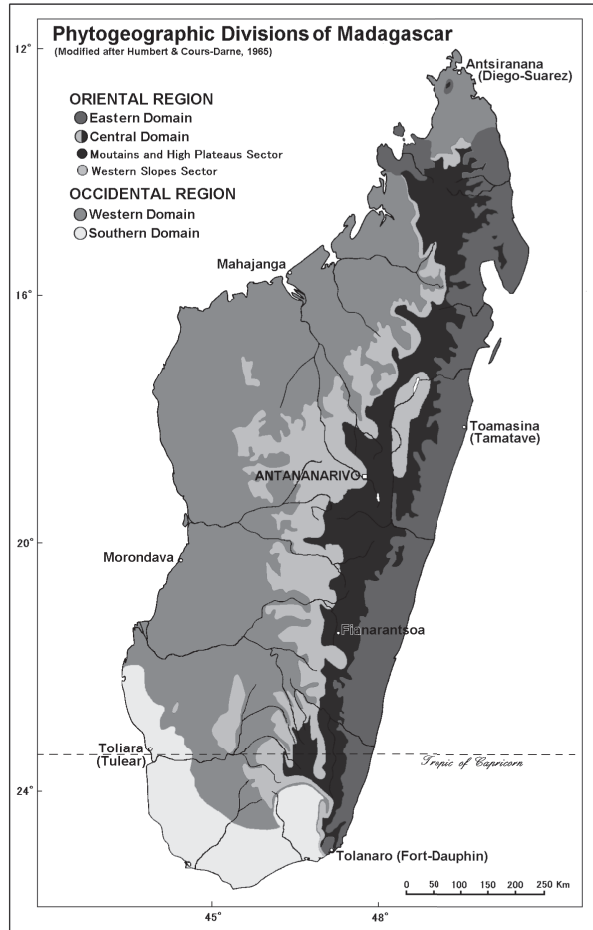 Phytogeographic Divisions of Madagascar
(Modified after Humbert & Cours-Darne, 1965)
12°
Antsiranana
(Diego-Suarez)
ORIENTAL REGION
Eastern Domain
Central Domain
Moutains and High Plateaus Sector
Western Slopes Sector
OCCIDENTAL REGION
Western Domain
Southern Domain
Mahajanga
16°
Toamasina
(Tamatave)
ANTANANARIVO
20°
Morondava
Fianarantsoa
Toliara
(Tulear)
Tropic of Capricorn
24°
Tolanaro (Fort-Dauphin)
0 50 100 150 200 250 Km
45° 48°